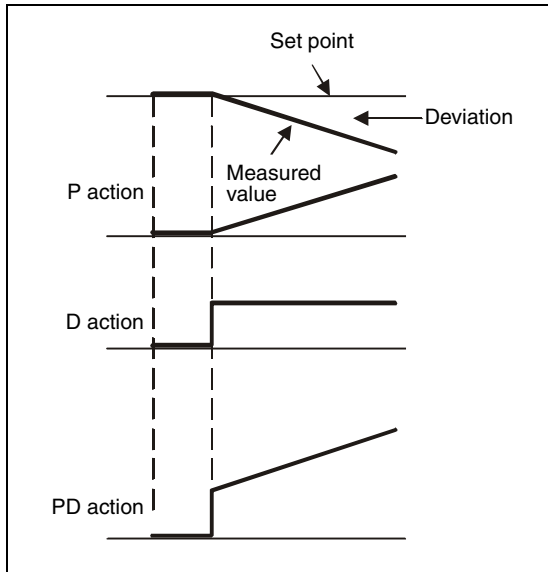 Set point
Deviation
Measured
value
P action
D action
PD action